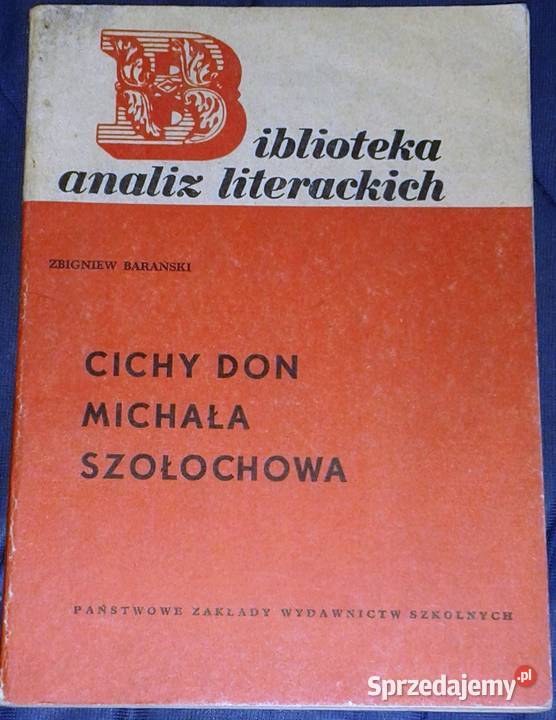 Biblioteka
analiz literackich
ZBIGNIEW BARAŃSKI
CICHY DON
MICHAŁA
SZOŁOCHOWA
PAŃSTWOWE ZAKŁADY WYDAWNICTW SZKOLNYCH
Sprzedajemy.pl